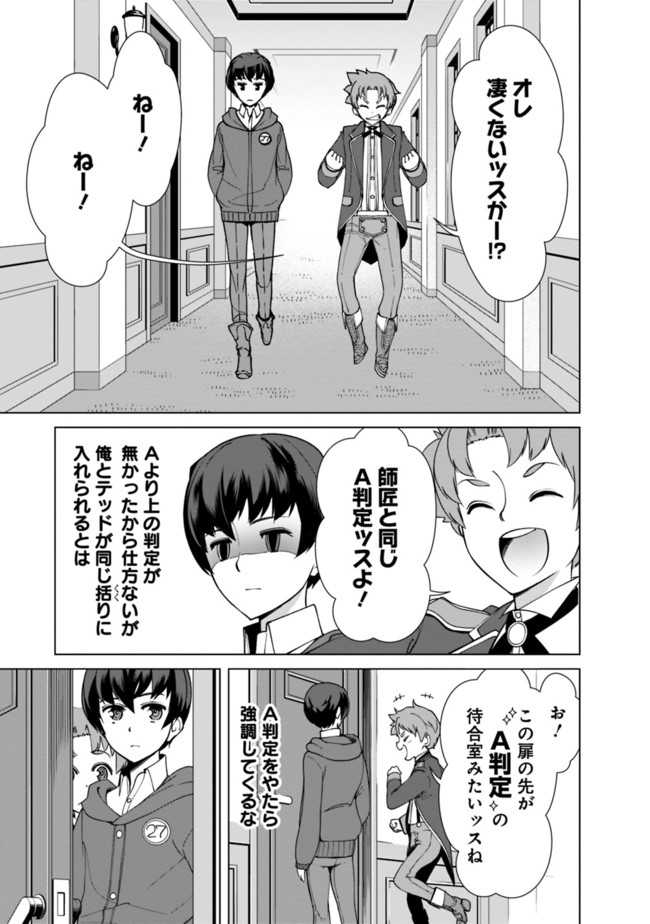 オレ
凄くないッスかー!?
ねー!
ねー!
師匠と同じ
A判定ッスよ!
Aより上の判定が
無かったから仕方ないが
俺とテッドが同じ括りに
入れられるとは
くく
お!
この扉の先が
A判定の
待合室みたいッスね
A判定をやたら
強調してくるな
27
27